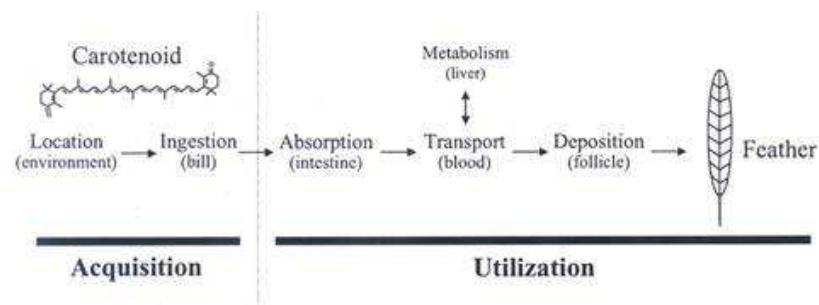 Carotenoid
Metabolism
(liver)
Location
(environment)
Ingestion
(bill)
Absorption
(intestine)
Transport
(blood)
Deposition
(follicle)
Feather
Acquisition
Utilization